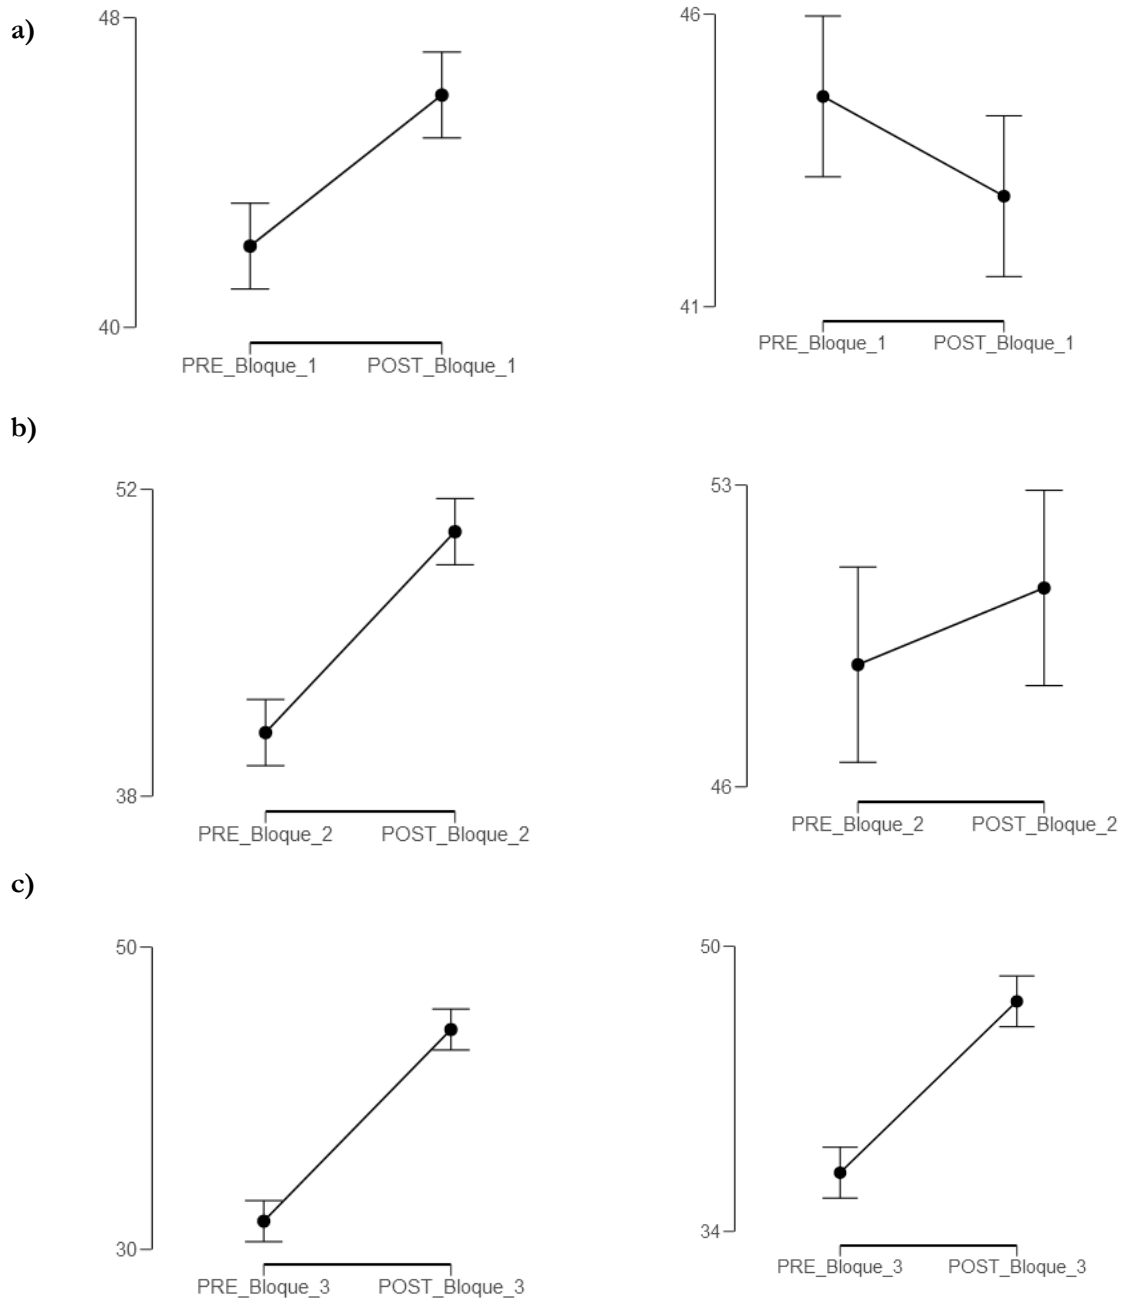 a)
48
40
PRE_Bloque_1 POST_Bloque_1
46
41
PRE_Bloque_1 POST_Bloque_1
b)
52
38
PRE_Bloque_2 POST_Bloque_2
53
46
PRE_Bloque_2 POST_Bloque_2
c)
50
30
PRE_Bloque_3 POST_Bloque_3
50
34
PRE_Bloque_3 POST_Bloque_3